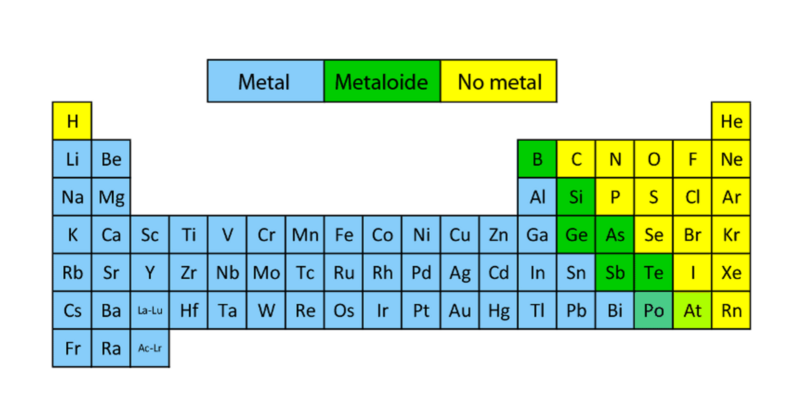 Metal Metaloide No metal
H He
Li Be B C N O F Ne
Na Mg Al Si P S Cl Ar
K Ca Sc Ti V Cr Mn Fe Co Ni Cu Zn Ga Ge As Se Br Kr
Rb Sr Y Zr Nb Mo Tc Ru Rh Pd Ag Cd In Sn Sb Te I Xe
Cs Ba La-Lu Hf Ta W Re Os Ir Pt Au Hg Tl Pb Bi Po At Rn
Fr Ra Ac-Lr